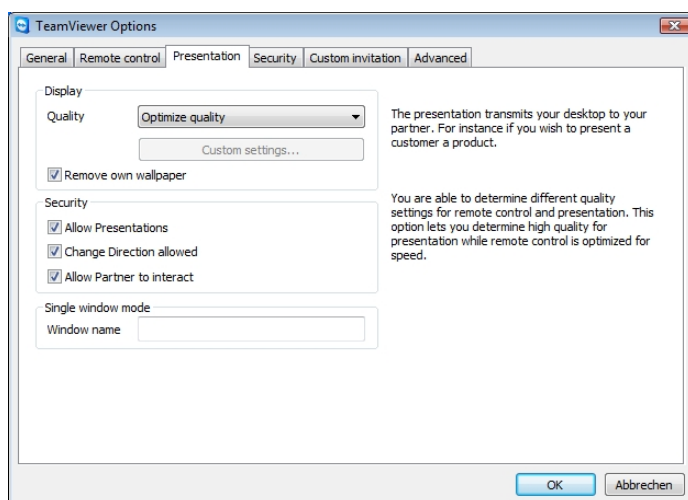 TeamViewer Options
General Remote control Presentation Security Custom invitation Advanced
Display
Quality Optimize quality
Custom settings...
Remove own wallpaper
Security
Allow Presentations
Change Direction allowed
Allow Partner to interact
Single window mode
Window name
The presentation transmits your desktop to your
partner. For instance if you wish to present a
customer a product.
You are able to determine different quality
settings for remote control and presentation. This
option lets you determine high quality for
presentation while remote control is optimized for
speed.
OK Abbrechen